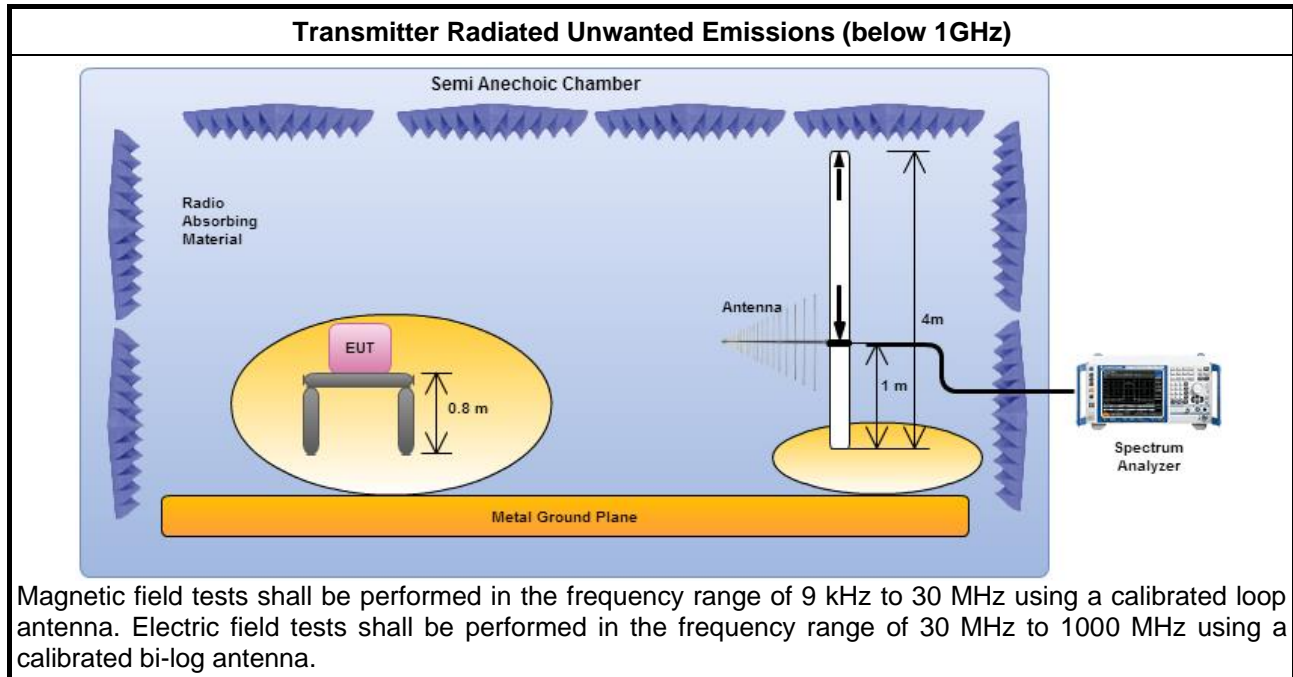 Transmitter Radiated Unwanted Emissions (below 1GHz)
Semi Anechoic Chamber
Radio
Absorbing
Material
Antenna
4m
EUT
1 m
0.8 m
Spectrum
Analyzer
Metal Ground Plane
Magnetic field tests shall be performed in the frequency range of 9 kHz to 30 MHz using a calibrated loop
antenna. Electric field tests shall be performed in the frequency range of 30 MHz to 1000 MHz using a
calibrated bi-log antenna.